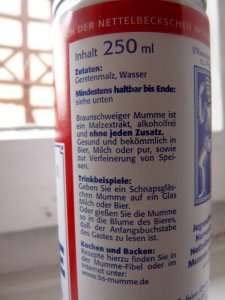 CH DER NETTELBECKSCHEN
Inhalt 250 ml
Zutaten:
Gerstenmalz, Wasser
Mindestens haltbar bis Ende:
siehe unten
Braunschweiger Mumme ist
ein Malzextrakt, alkoholfrei
und ohne jeden Zusatz.
Gesund und bekömmlich in
Bier, Milch oder pur, sowie
zur Verfeinerung von Spei-
sen.
Trinkbeispiele:
Geben Sie ein Schnapsgläs-
chen Mumme auf ein Glas
Milch oder Bier.
Oder gießen Sie die Mumme
so in die Blume des Bieres,
daß der Anfangsbuchstabe
des Gastes zu lesen ist.
Kochen und Backen:
Rezepte hierzu finden Sie in
der Mumme-Fibel oder im
Internet unter:
www.bs-mumme.de